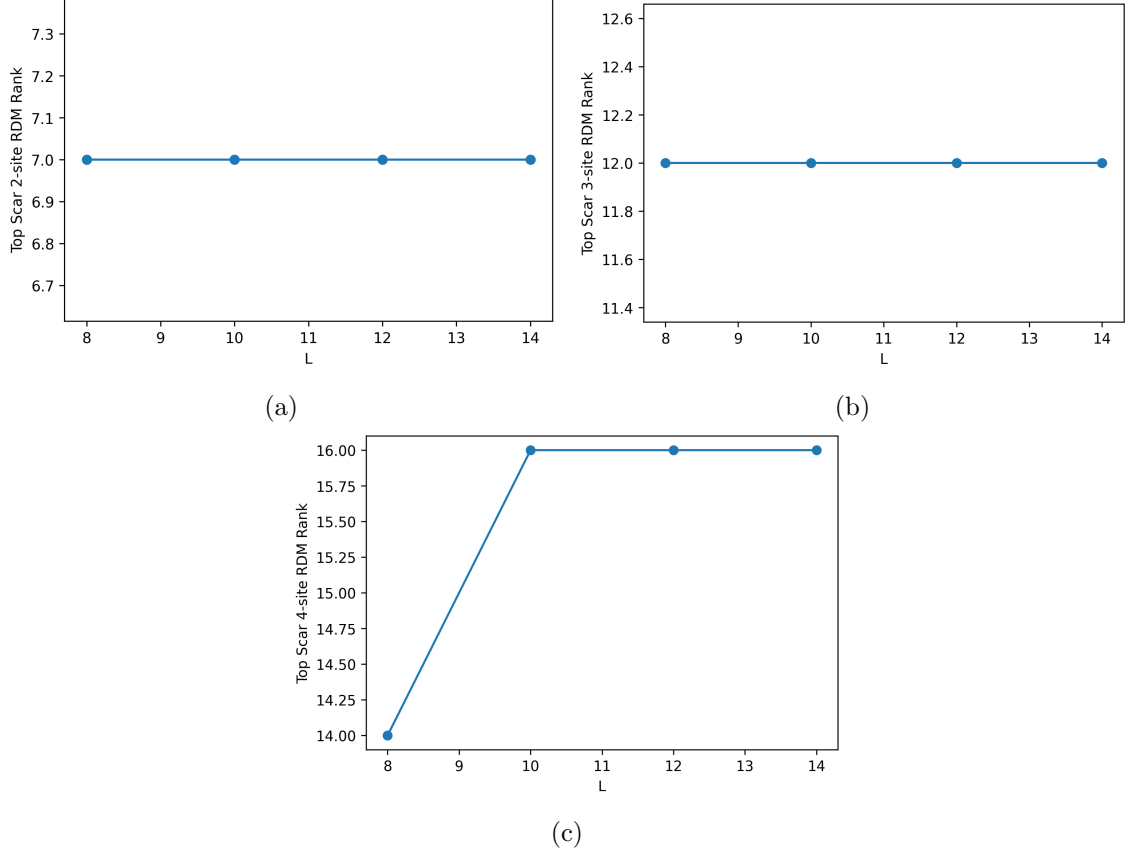 Top Scar 2-site RDM Rank
7.3
7.2
7.1
7.0
6.9
6.8
6.7
8 9 10 11 12 13 14
L
(a)
Top Scar 3-site RDM Rank
12.6
12.4
12.2
12.0
11.8
11.6
11.4
8 9 10 11 12 13 14
L
(b)
Top Scar 4-site RDM Rank
16.00
15.75
15.50
15.25
15.00
14.75
14.50
14.25
14.00
8 9 10 11 12 13 14
L
(c)